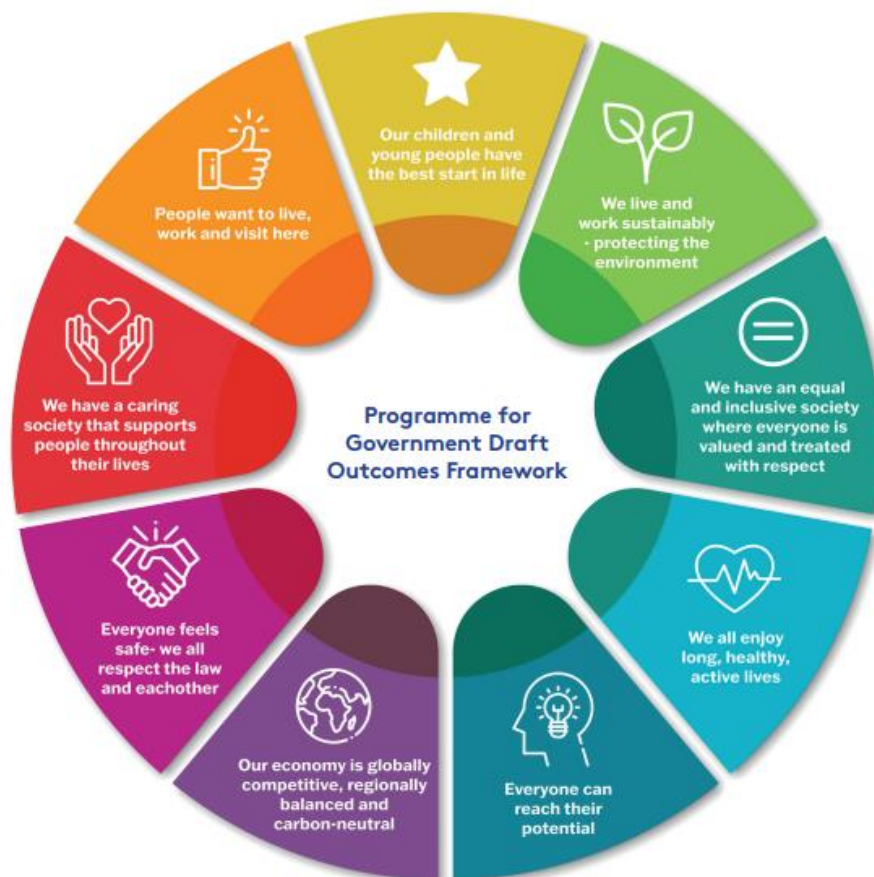 Our children and
young people have
the best start in life
We live and
work sustainably
- protecting the
environment
We have an equal
and inclusive society
where everyone is
valued and treated
with respect
We all enjoy
long, healthy,
active lives
Everyone can
reach their
potential
Our economy is globally
competitive, regionally
balanced and
carbon-neutral
Everyone feels
safe- we all
respect the law
and eachother
We have a caring
society that supports
people throughout
their lives
People want to live,
work and visit here
Programme for
Government Draft
Outcomes Framework